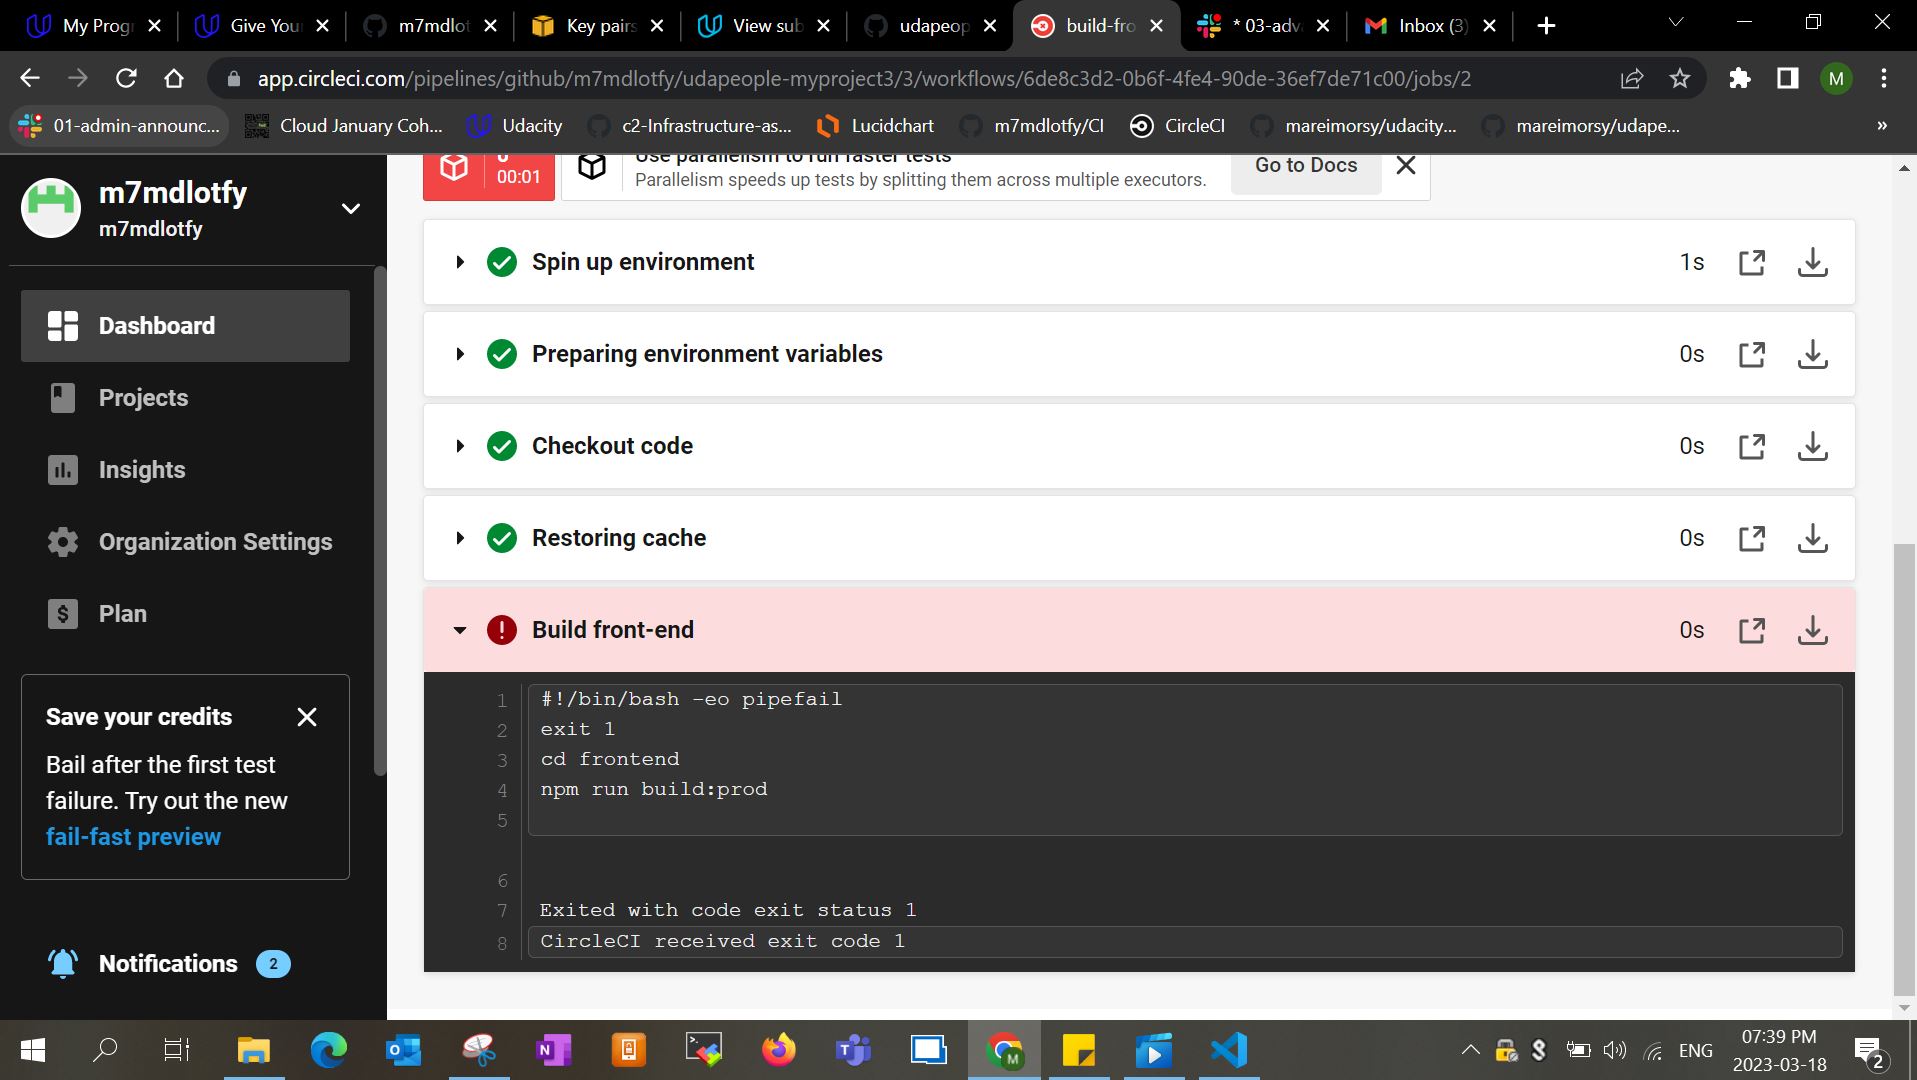 My Progr
Give You
m7mdlot
Key pairs
View sub
udapeop
build-fro
* 03-adv
Inbox (3)
app.circleci.com/pipelines/github/m7mdlotfy/udapeople-myproject3/3/workflows/6de8c3d2-0b6f-4fe4-90de-36ef7de71c00/jobs/2
M
01-admin-announc...
Cloud January Coh...
Udacity
c2-Infrastructure-as...
Lucidchart
m7mdlotfy/CI
CircleCI
mareimorsy/udacity...
mareimorsy/udape...
»
m7mdlotfy
m7mdlotfy
Dashboard
Projects
Insights
Organization Settings
Plan
Save your credits
Bail after the first test
failure. Try out the new
fail-fast preview
Notifications 2
00:01
Use parallelism to run faster tests
Parallelism speeds up tests by splitting them across multiple executors.
Go to Docs
Spin up environment 1s
Preparing environment variables 0s
Checkout code 0s
Restoring cache 0s
Build front-end 0s
1 #!/bin/bash -eo pipefail
2 exit 1
3 cd frontend
4 npm run build:prod
5
6
7 Exited with code exit status 1
8 CircleCI received exit code 1
ENG
07:39 PM
2023-03-18
2